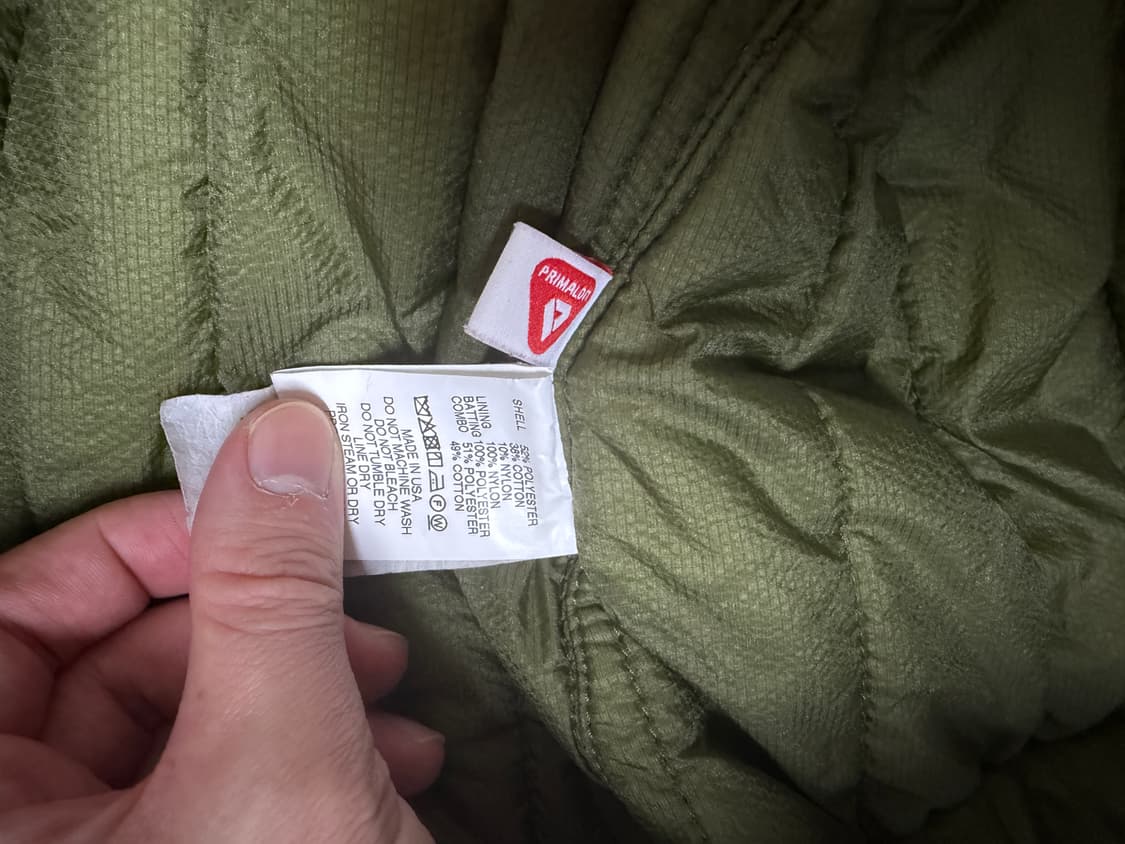 PRIMALOFT
SHELL 52% POLYESTER
38% COTTON
10% NYLON
LINING 100% NYLON
BATTING 100% POLYESTER
COMBO 51% POLYESTER
49% COTTON
F W
MADE IN USA
DO NOT MACHINE WASH
DO NOT BLEACH
DO NOT TUMBLE DRY
LINE DRY
IRON STEAM OR DRY